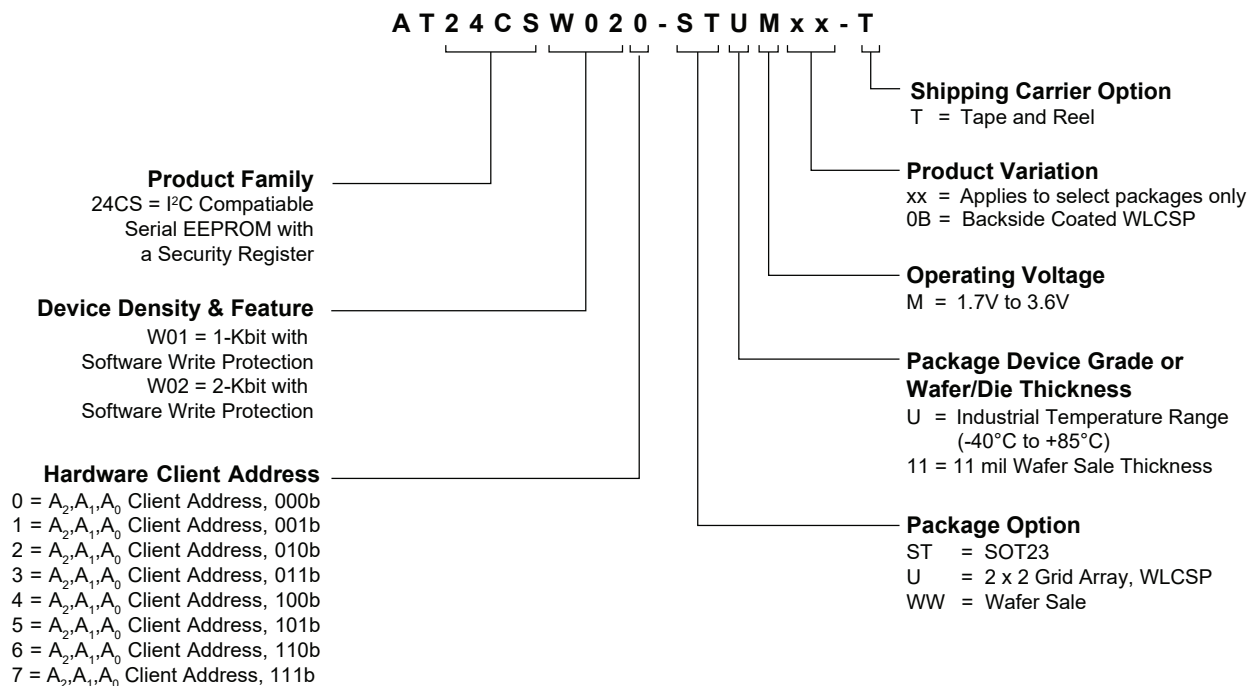 AT24CSW020-STUMxx-T
Product Family
24CS = I²C Compatiable
Serial EEPROM with
a Security Register
Device Density & Feature
W01 = 1-Kbit with
Software Write Protection
W02 = 2-Kbit with
Software Write Protection
Hardware Client Address
0 = A₂,A₁,A₀ Client Address, 000b
1 = A₂,A₁,A₀ Client Address, 001b
2 = A₂,A₁,A₀ Client Address, 010b
3 = A₂,A₁,A₀ Client Address, 011b
4 = A₂,A₁,A₀ Client Address, 100b
5 = A₂,A₁,A₀ Client Address, 101b
6 = A₂,A₁,A₀ Client Address, 110b
7 = A₂,A₁,A₀ Client Address, 111b
Shipping Carrier Option
T = Tape and Reel
Product Variation
xx = Applies to select packages only
0B = Backside Coated WLCSP
Operating Voltage
M = 1.7V to 3.6V
Package Device Grade or
Wafer/Die Thickness
U = Industrial Temperature Range
(-40°C to +85°C)
11 = 11 mil Wafer Sale Thickness
Package Option
ST = SOT23
U = 2 x 2 Grid Array, WLCSP
WW = Wafer Sale